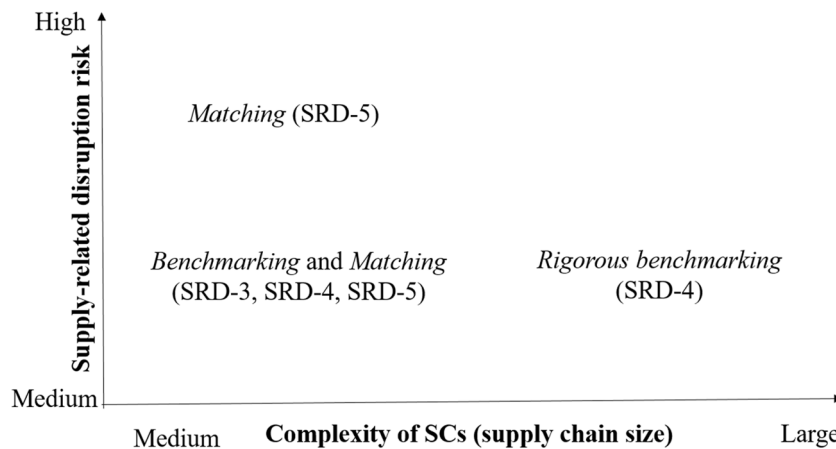 High
Supply-related disruption risk
Matching (SRD-5)
Benchmarking and Matching
(SRD-3, SRD-4, SRD-5)
Rigorous benchmarking
(SRD-4)
Medium
Medium
Complexity of SCs (supply chain size)
Large